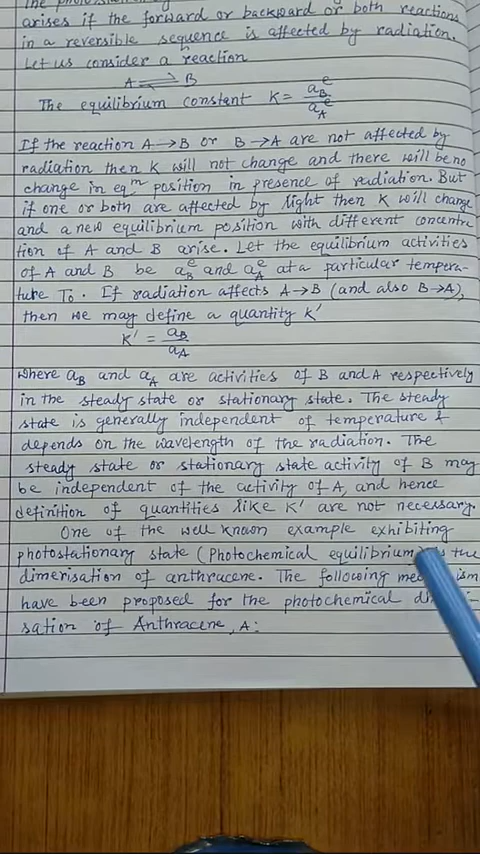 The
arises if the forward or backward or both reactions
in a reversible sequence is affected by radiation.
Let us consider a reaction
A ⇌ B
The equilibrium constant K = a_B^e / a_A^e
If the reaction A→B or B→A are not affected by
radiation then K will not change and there will be no
change in eq^m position in presence of radiation. But
if one or both are affected by light then K will change
and a new equilibrium position with different concentra
tion of A and B arise. Let the equilibrium activities
of A and B be a_B^e and a_A^e at a particular tempera-
ture T₀. If radiation affects A→B (and also B→A),
then we may define a quantity K'
K' = a_B / a_A
where a_B and a_A are activities of B and A respectively
in the steady state or stationary state. The steady
state is generally independent of temperature &
depends on the wavelength of the radiation. The
steady state or stationary state activity of B may
be independent of the activity of A, and hence
definition of quantities like K' are not necessary.
One of the well known example exhibiting
photostationary state (Photochemical equilibrium the
dimerisation of anthracene. The following
have been proposed for the photochemical
sation of Anthracene, A: